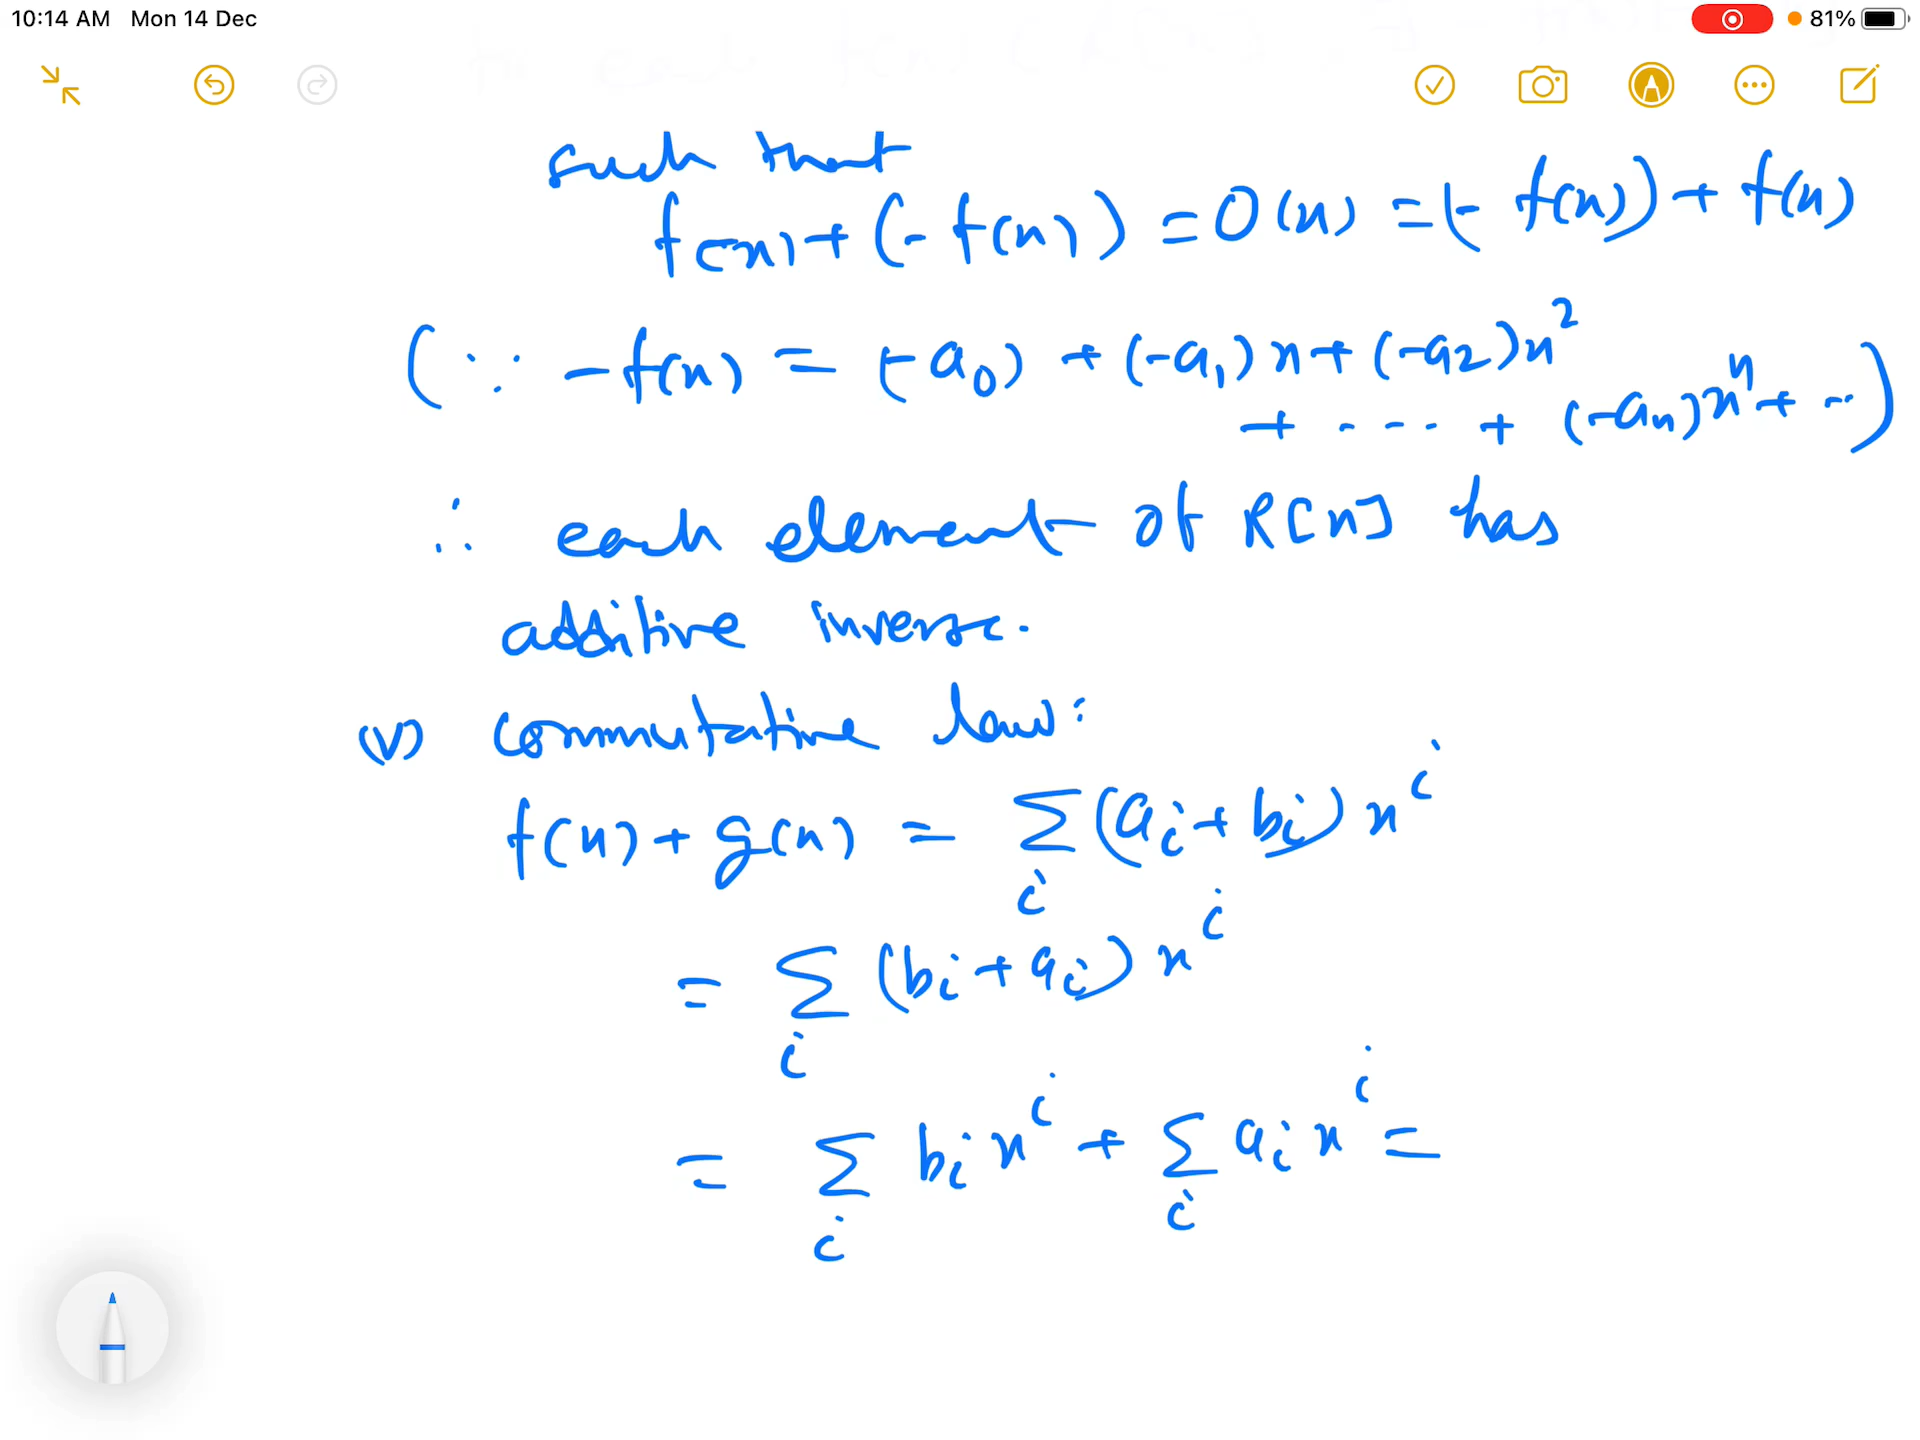 10:14 AM Mon 14 Dec 81%
such that
f(x) + (- f(x)) = 0(x) = (- f(x)) + f(x)
(∵ -f(x) = (-a₀) + (-a₁)x + (-a₂)x²
+ ---- + (-aₙ)xⁿ + --)
∴ each element of R[x] has
additive inverse.
(V) commutative law:
f(x) + g(x) = Σᵢ (aᵢ + bᵢ) xⁱ
= Σᵢ (bᵢ + aᵢ) xⁱ
= Σᵢ bᵢ xⁱ + Σᵢ aᵢ xⁱ =